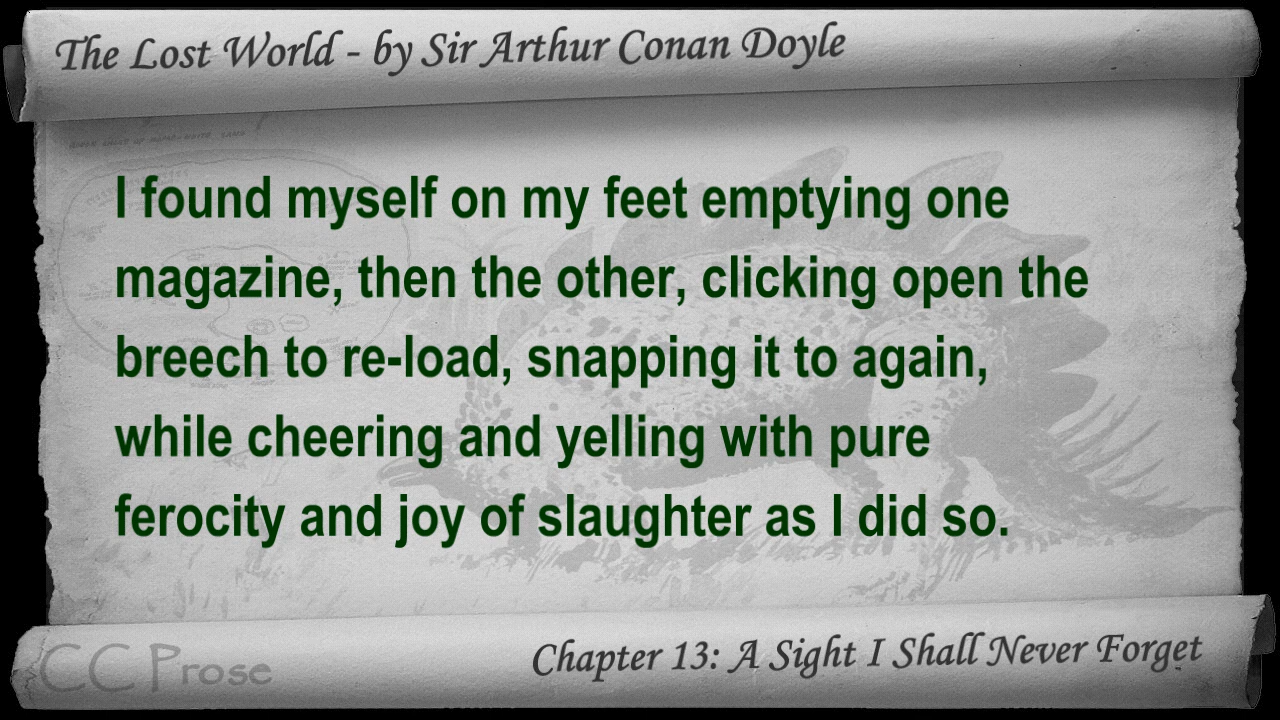 The Lost World - by Sir Arthur Conan Doyle
I found myself on my feet emptying one
magazine, then the other, clicking open the
breech to re-load, snapping it to again,
while cheering and yelling with pure
ferocity and joy of slaughter as I did so.
CC Prose
Chapter 13: A Sight I Shall Never Forget